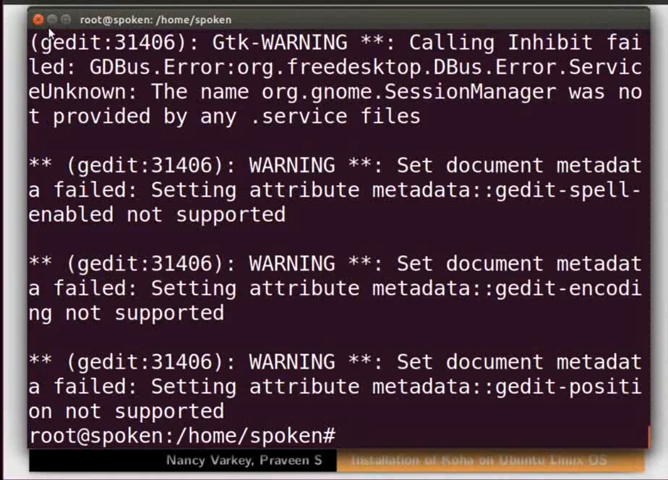 root@spoken: /home/spoken
(gedit:31406): Gtk-WARNING **: Calling Inhibit fai
led: GDBus.Error:org.freedesktop.DBus.Error.Servic
eUnknown: The name org.gnome.SessionManager was no
t provided by any .service files
** (gedit:31406): WARNING **: Set document metadat
a failed: Setting attribute metadata::gedit-spell-
enabled not supported
** (gedit:31406): WARNING **: Set document metadat
a failed: Setting attribute metadata::gedit-encodi
ng not supported
** (gedit:31406): WARNING **: Set document metadat
a failed: Setting attribute metadata::gedit-positi
on not supported
root@spoken:/home/spoken#
Nancy Varkey, Praveen S
Installation of Koha on Ubuntu Linux OS